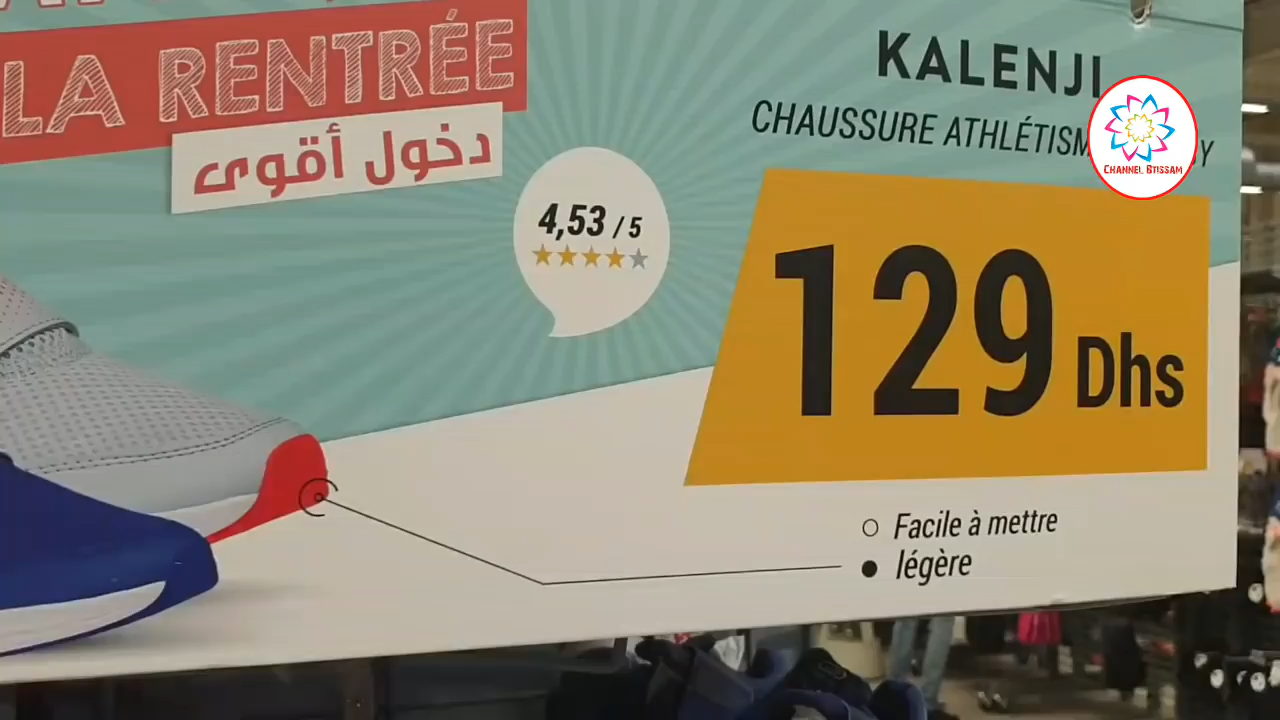 LA RENTRÉE
دخول أقوى
4,53 / 5
KALENJI
CHAUSSURE ATHLÉTISM
CHANNEL BTISSAM
129 Dhs
Facile à mettre
légère